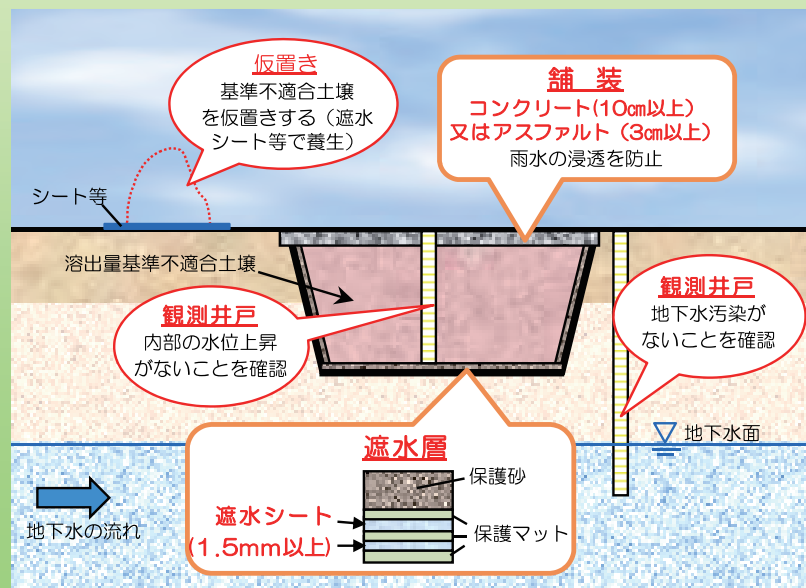 仮置き
基準不適合土壌
を仮置きする（遮水
シート等で養生）
舗 装
コンクリート(10cm以上)
又はアスファルト（3cm以上）
雨水の浸透を防止
シート等
溶出量基準不適合土壌
観測井戸
内部の水位上昇
がないことを確認
観測井戸
地下水汚染が
ないことを確認
地下水面
遮水層
保護砂
遮水シート
(1.5mm以上)
保護マット
地下水の流れ